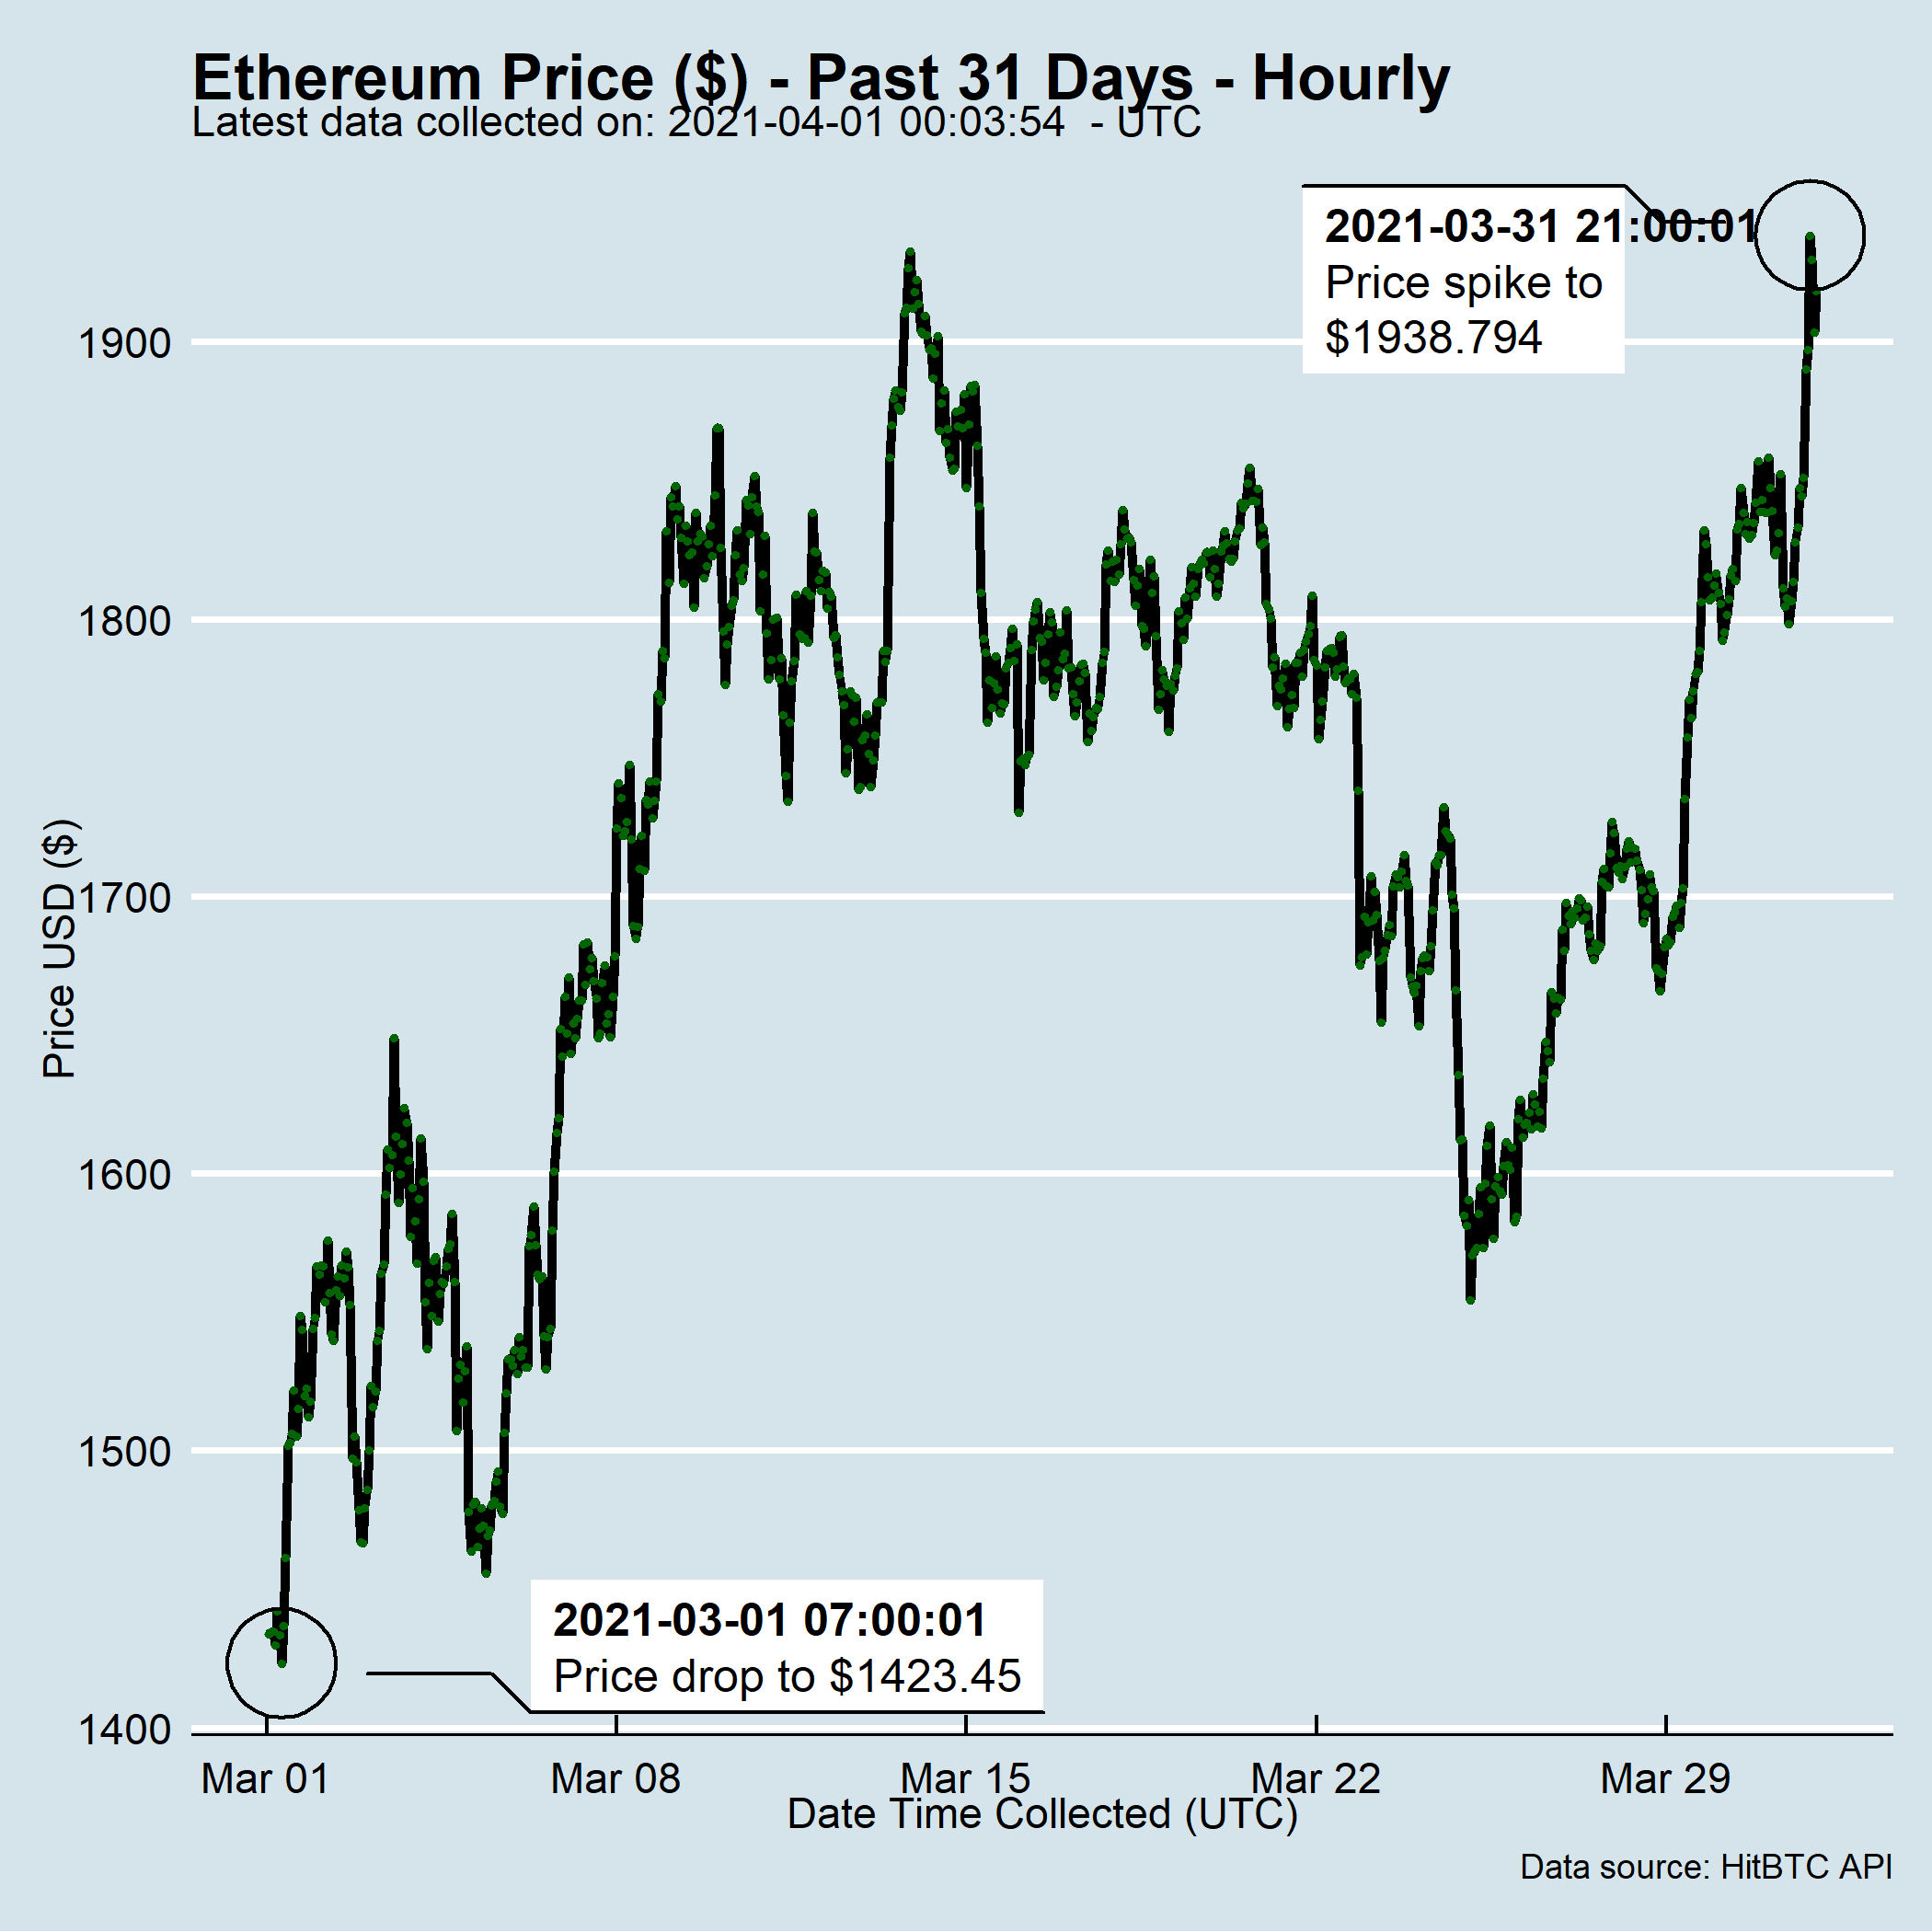 Ethereum Price ($) - Past 31 Days - Hourly
Latest data collected on: 2021-04-01 00:03:54  - UTC
2021-03-31 21:00:01
Price spike to
$1938.794
1900
1800
1700
1600
1500
1400
Price USD ($)
2021-03-01 07:00:01
Price drop to $1423.45
Mar 01
Mar 08
Mar 15
Mar 22
Mar 29
Date Time Collected (UTC)
Data source: HitBTC API